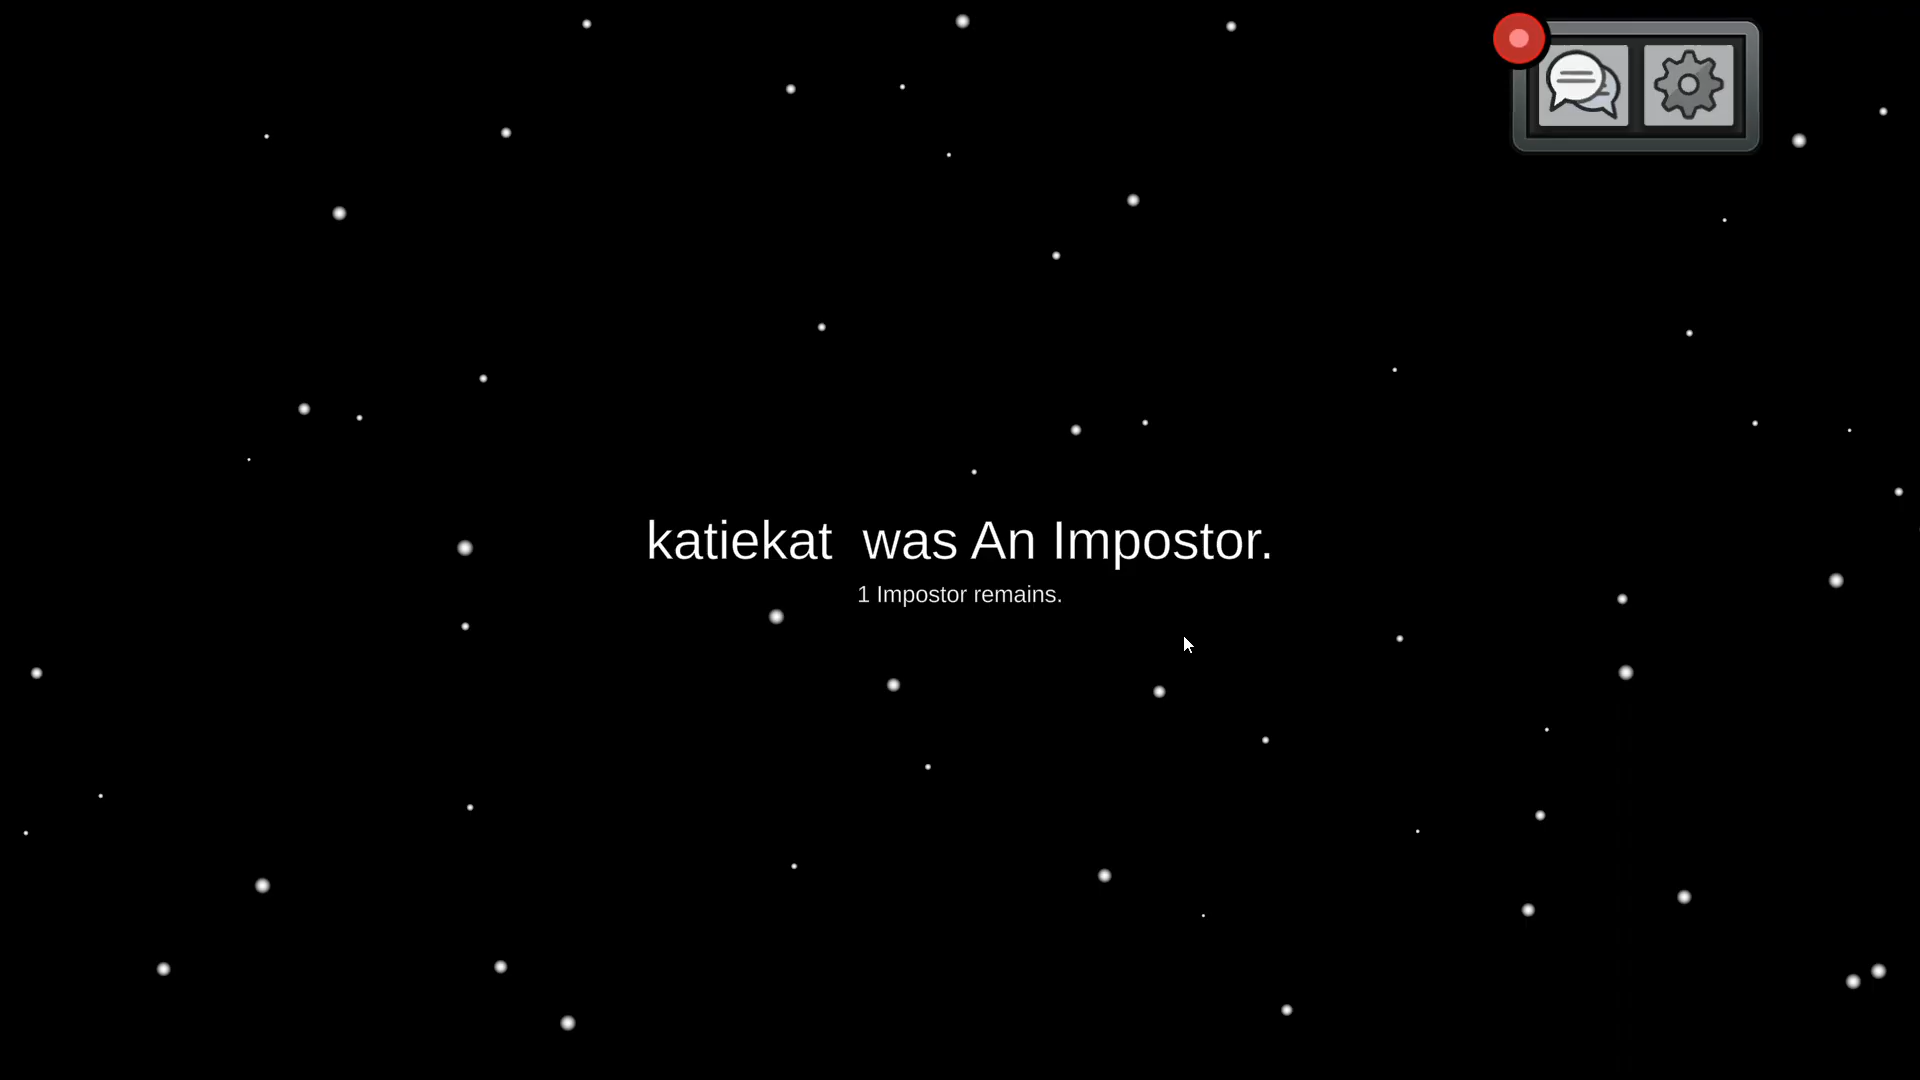 katiekat  was An Impostor.
1 Impostor remains.